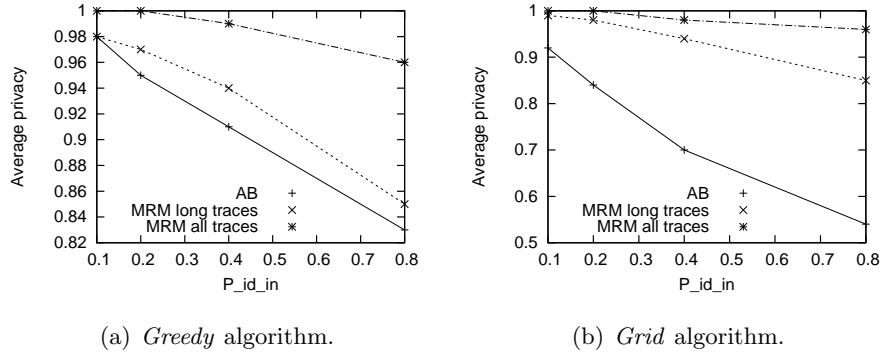 Average privacy
1
0.98
0.96
0.94
0.92
0.9
0.88
0.86
0.84
0.82
AB
MRM long traces
MRM all traces
0.1 0.2 0.3 0.4 0.5 0.6 0.7 0.8
P_id_in
(a) Greedy algorithm.
Average privacy
1
0.9
0.8
0.7
0.6
0.5
AB
MRM long traces
MRM all traces
0.1 0.2 0.3 0.4 0.5 0.6 0.7 0.8
P_id_in
(b) Grid algorithm.